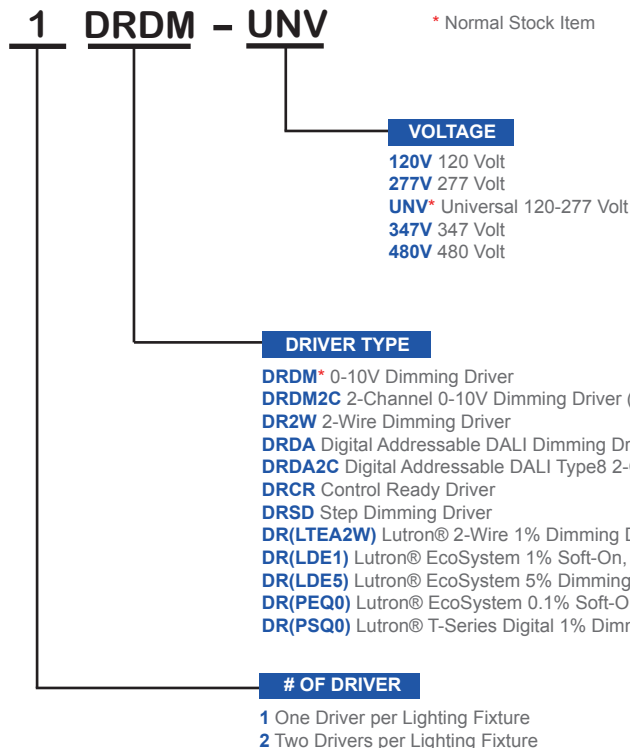 1 DRDM – UNV
* Normal Stock Item
VOLTAGE
120V 120 Volt
277V 277 Volt
UNV* Universal 120-277 Volt
347V 347 Volt
480V 480 Volt
DRIVER TYPE
DRDM* 0-10V Dimming Driver
DRDM2C 2-Channel 0-10V Dimming Driver (
DR2W 2-Wire Dimming Driver
DRDA Digital Addressable DALI Dimming Dr
DRDA2C Digital Addressable DALI Type8 2-
DRCR Control Ready Driver
DRSD Step Dimming Driver
DR(LTEA2W) Lutron® 2-Wire 1% Dimming
DR(LDE1) Lutron® EcoSystem 1% Soft-On,
DR(LDE5) Lutron® EcoSystem 5% Dimming
DR(PEQ0) Lutron® EcoSystem 0.1% Soft-O
DR(PSQ0) Lutron® T-Series Digital 1% Dimm
# OF DRIVER
1 One Driver per Lighting Fixture
2 Two Drivers per Lighting Fixture